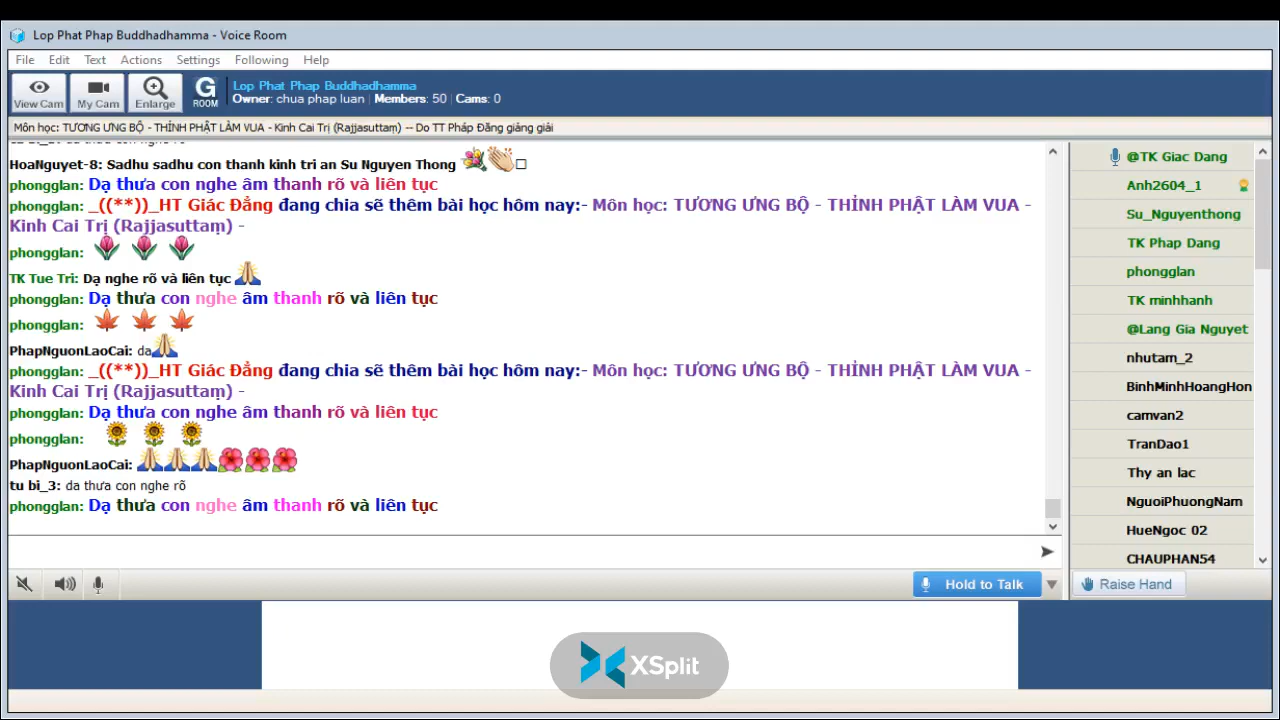 Lop Phat Phap Buddhadhamma - Voice Room
File Edit Text Actions Settings Following Help
View Cam My Cam Enlarge G ROOM
Lop Phat Phap Buddhadhamma
Owner: chua phap luan | Members: 50 | Cams: 0
Môn học: TƯƠNG ƯNG BỘ - THỈNH PHẬT LÀM VUA - Kinh Cai Trị (Rajjasuttaṃ) -- Do TT Pháp Đăng giảng giải
HoaNguyet-8: Sadhu sadhu con thanh kinh tri an Su Nguyen Thong
phongglan: Dạ thưa con nghe âm thanh rõ và liên tục
phongglan: _((**))_HT Giác Đẳng đang chia sẽ thêm bài học hôm nay:- Môn học: TƯƠNG ƯNG BỘ - THỈNH PHẬT LÀM VUA -
Kinh Cai Trị (Rajjasuttaṃ) -
phongglan:
TK Tue Tri: Dạ nghe rõ và liên tục
phongglan: Dạ thưa con nghe âm thanh rõ và liên tục
phongglan:
PhapNguonLaoCai: da
phongglan: _((**))_HT Giác Đẳng đang chia sẽ thêm bài học hôm nay:- Môn học: TƯƠNG ƯNG BỘ - THỈNH PHẬT LÀM VUA -
Kinh Cai Trị (Rajjasuttaṃ) -
phongglan: Dạ thưa con nghe âm thanh rõ và liên tục
phongglan:
PhapNguonLaoCai:
tu bi_3: da thưa con nghe rõ
phongglan: Dạ thưa con nghe âm thanh rõ và liên tục
@TK Giac Dang
Anh2604_1
Su_Nguyenthong
TK Phap Dang
phongglan
TK minhhanh
@Lang Gia Nguyet
nhutam_2
BinhMinhHoangHon
camvan2
TranDao1
Thy an lac
NguoiPhuongNam
HueNgoc 02
CHAUPHAN54
Hold to Talk
Raise Hand
XSplit